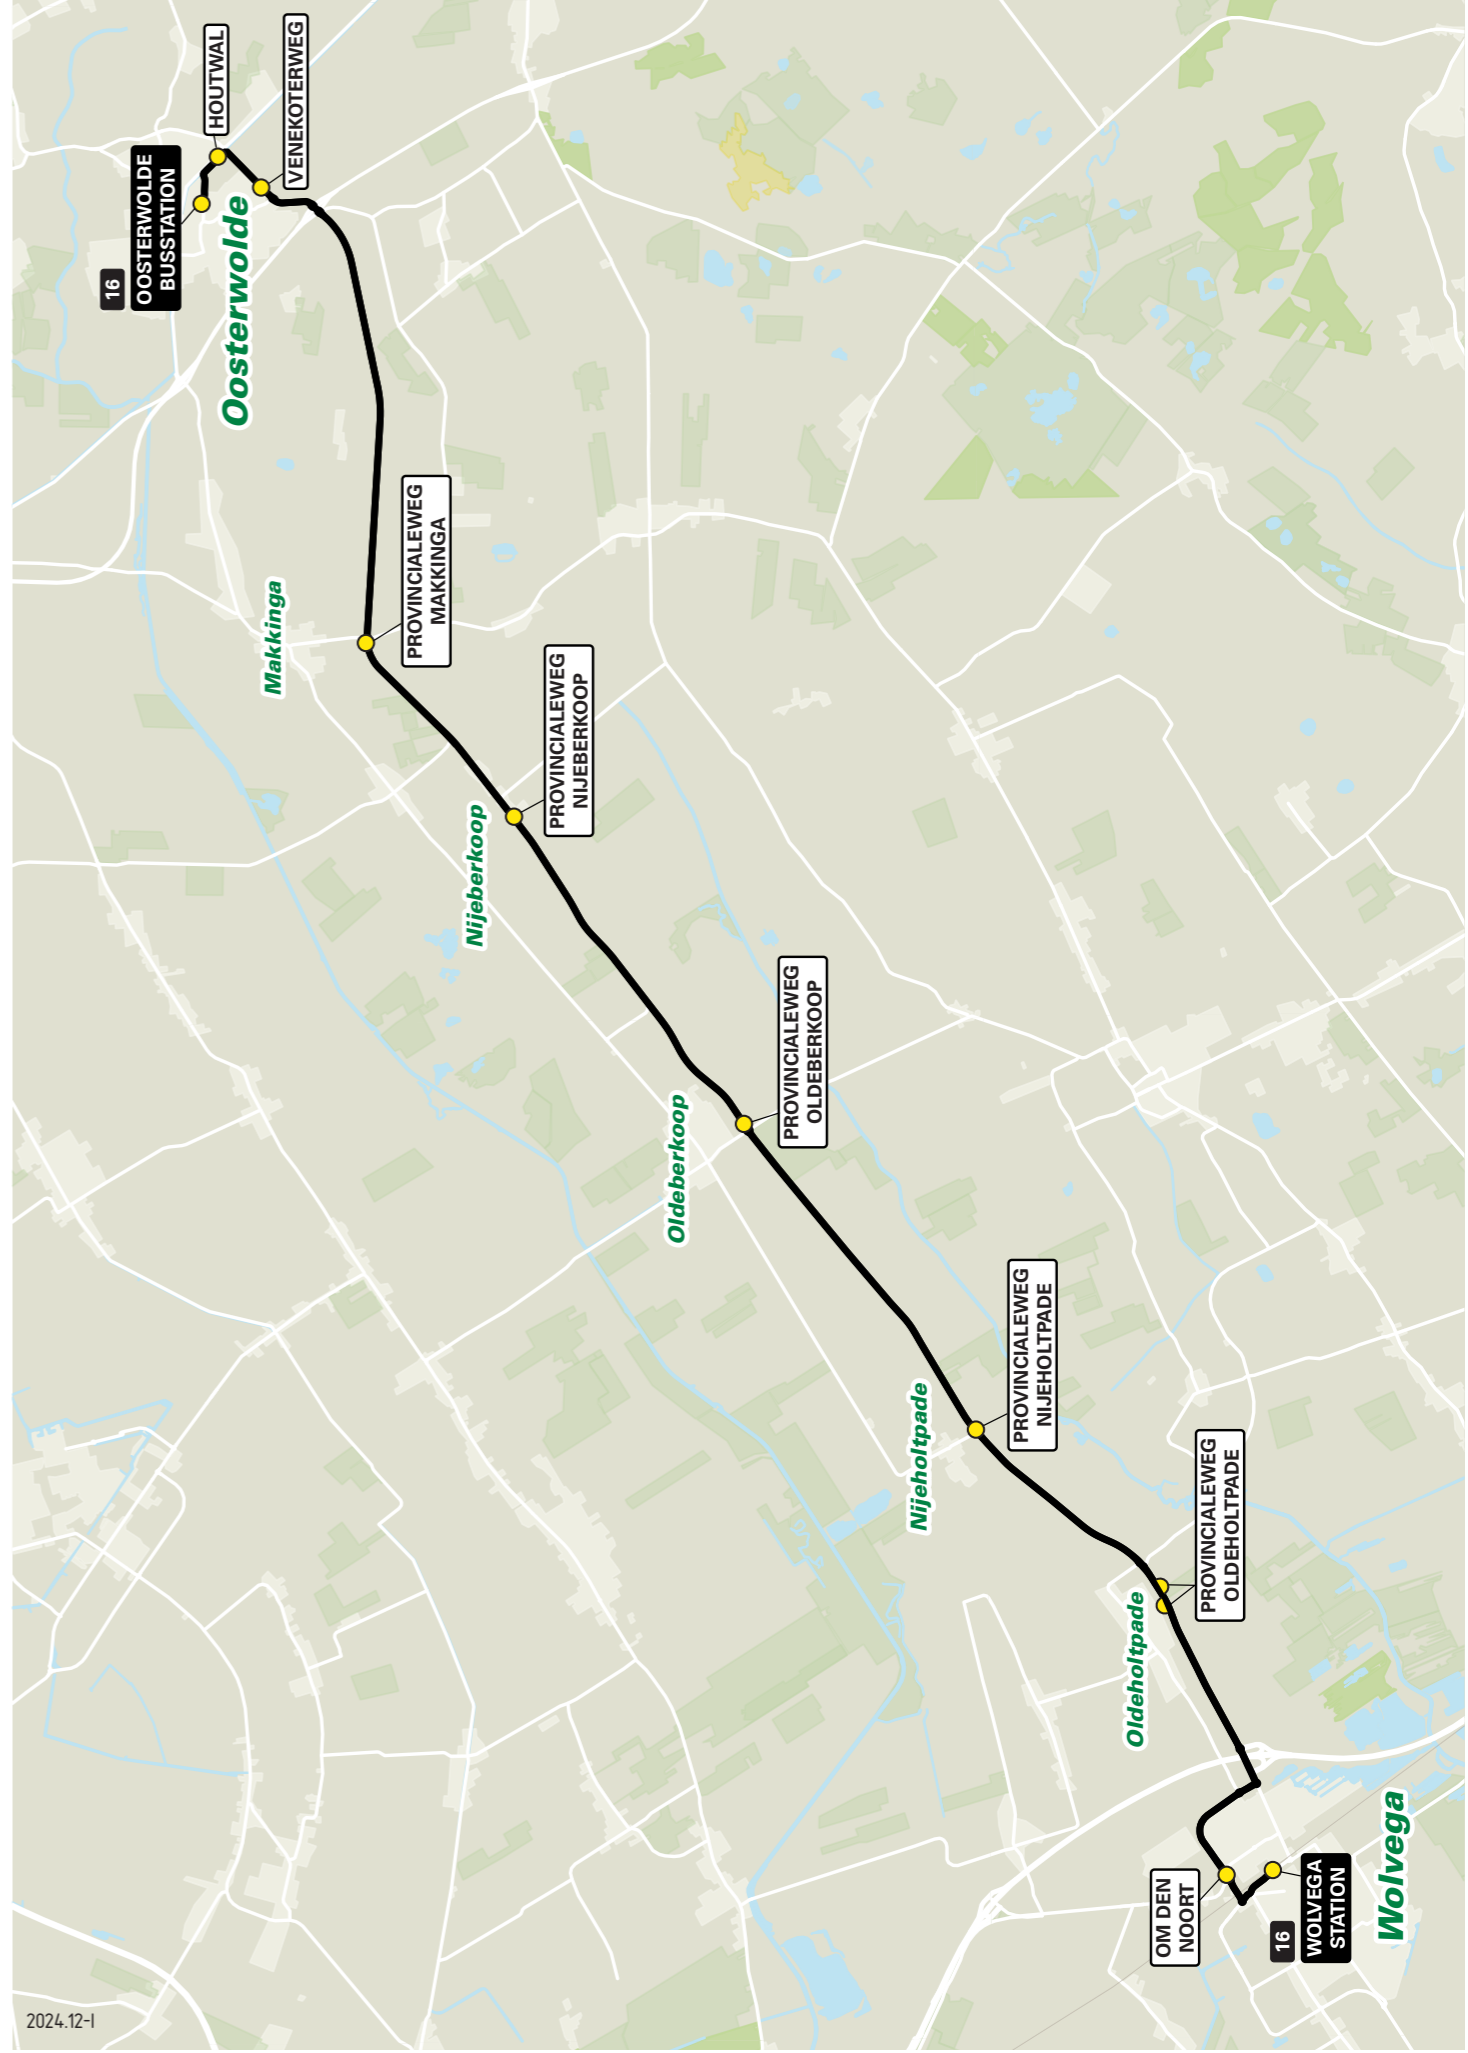 16
OOSTERWOLDE
BUSSTATION
HOUTWAL
VENEKOTERWEG
Oosterwolde
PROVINCIALEWEG
MAKKINGA
Makkinga
PROVINCIALEWEG
NIJEBERKOOP
Nijeberkoop
PROVINCIALEWEG
OLDEBERKOOP
Oldeberkoop
PROVINCIALEWEG
NIJEHOLTPADE
Nijeholtpade
PROVINCIALEWEG
OLDEHOLTPADE
Oldeholtpade
OM DEN
NOORT
16
WOLVEGA
STATION
Wolvega
2024.12-I